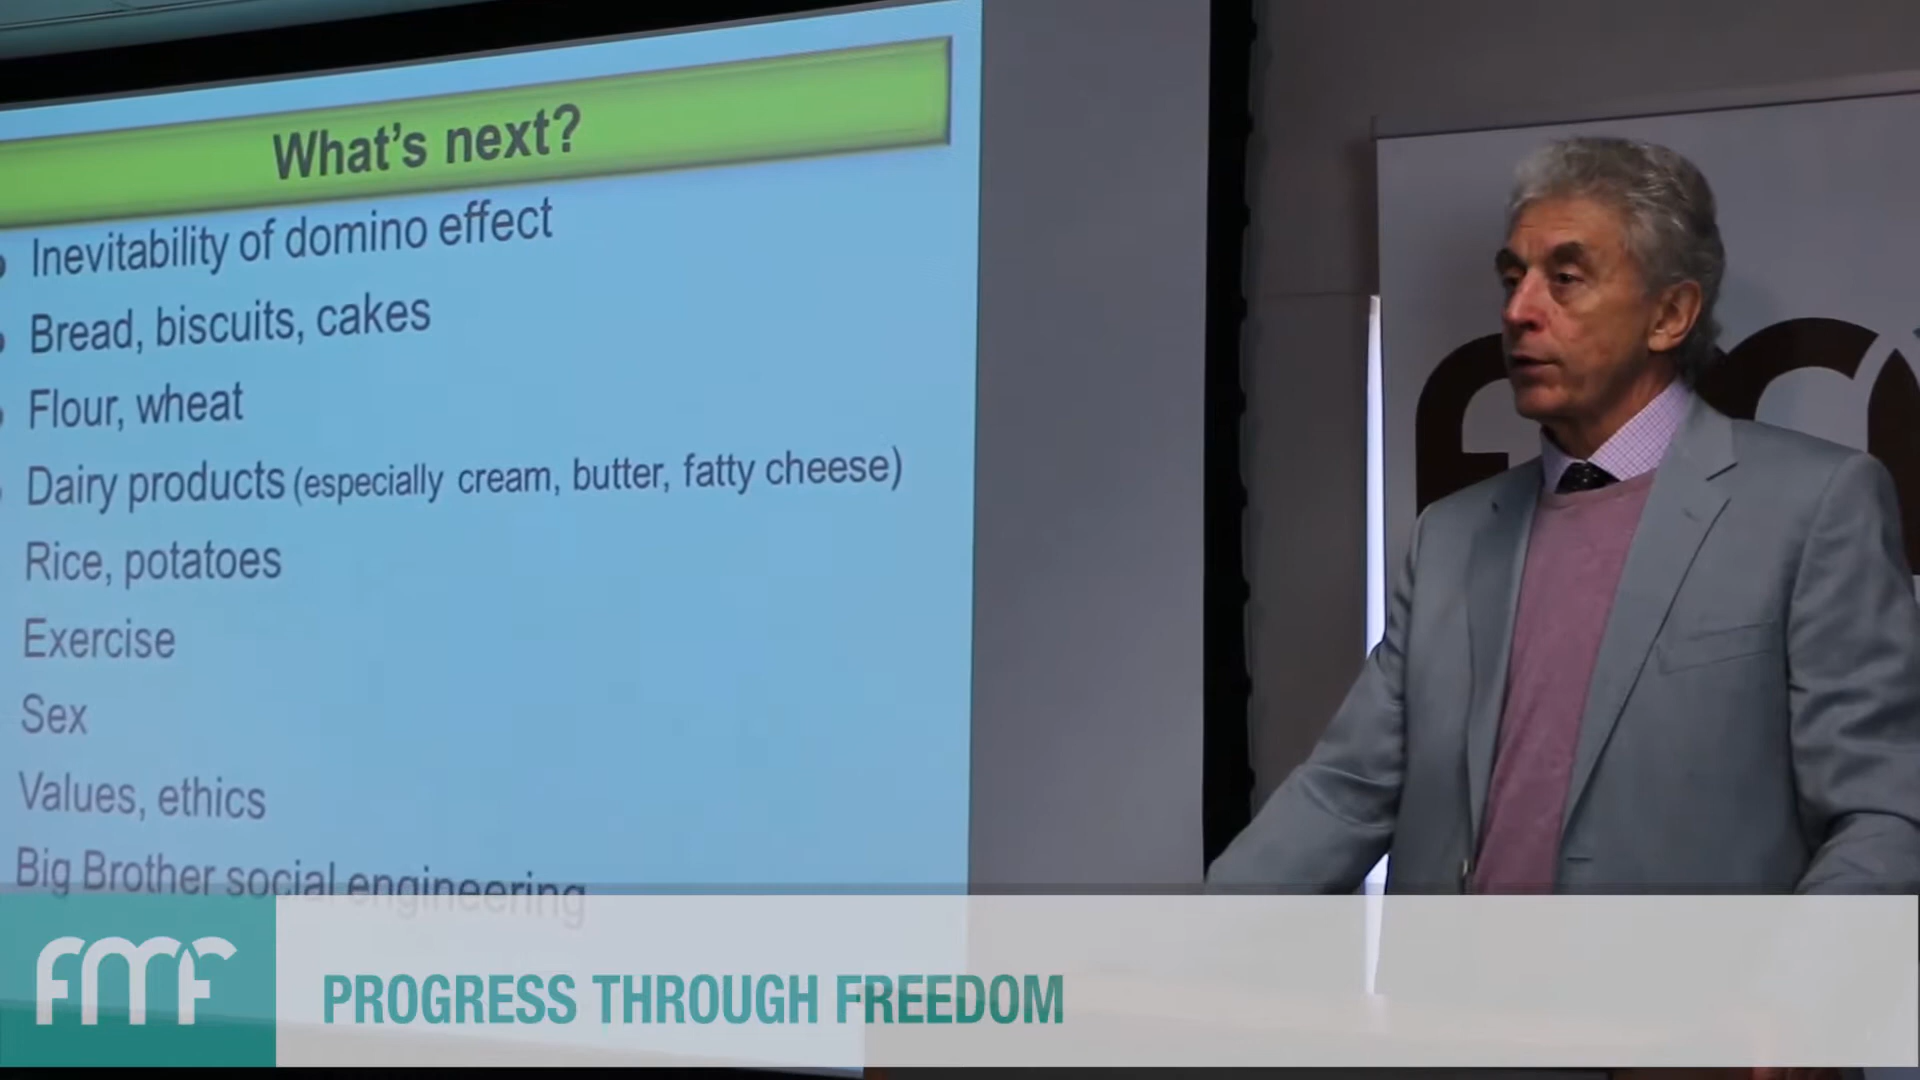 What's next?
Inevitability of domino effect
Bread, biscuits, cakes
Flour, wheat
Dairy products (especially cream, butter, fatty cheese)
Rice, potatoes
Exercise
Sex
Values, ethics
Big Brother social engineering
fmf
PROGRESS THROUGH FREEDOM